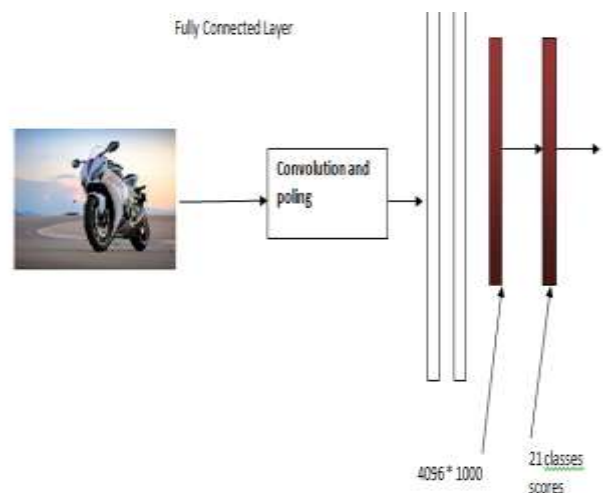 Fully Connected Layer
Convolution and
poling
4096 * 1000
21 classes
scores